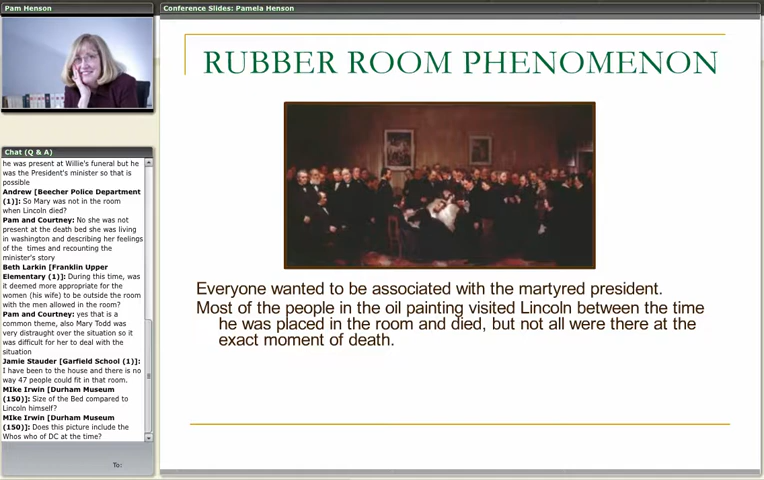 Pam Henson
Conference Slides: Pamela Henson
RUBBER ROOM PHENOMENON
Everyone wanted to be associated with the martyred president.
Most of the people in the oil painting visited Lincoln between the time
he was placed in the room and died, but not all were there at the
exact moment of death.
Chat (Q & A)
he was present at Willie's funeral but he
was the President's minister so that is
possible
Andrew [Beecher Police Department
(1)]: So Mary was not in the room
when Lincoln died?
Pam and Courtney: No she was not
present at the death bed she was living
in washington and describing her feelings
of the times and recounting the
minister's story
Beth Larkin [Franklin Upper
Elementary (1)]: During this time, was
it deemed more appropriate for the
women (his wife) to be outside the room
with the men allowed in the room?
Pam and Courtney: yes that is a
common theme, also Mary Todd was
very distraught over the situation so it
was difficult for her to deal with the
situation
Jamie Stauder [Garfield School (1)]:
I have been to the house and there is no
way 47 people could fit in that room.
MIke Irwin [Durham Museum
(150)]: Size of the Bed compared to
Lincoln himself?
MIke Irwin [Durham Museum
(150)]: Does this picture include the
Whos who of DC at the time?
To: